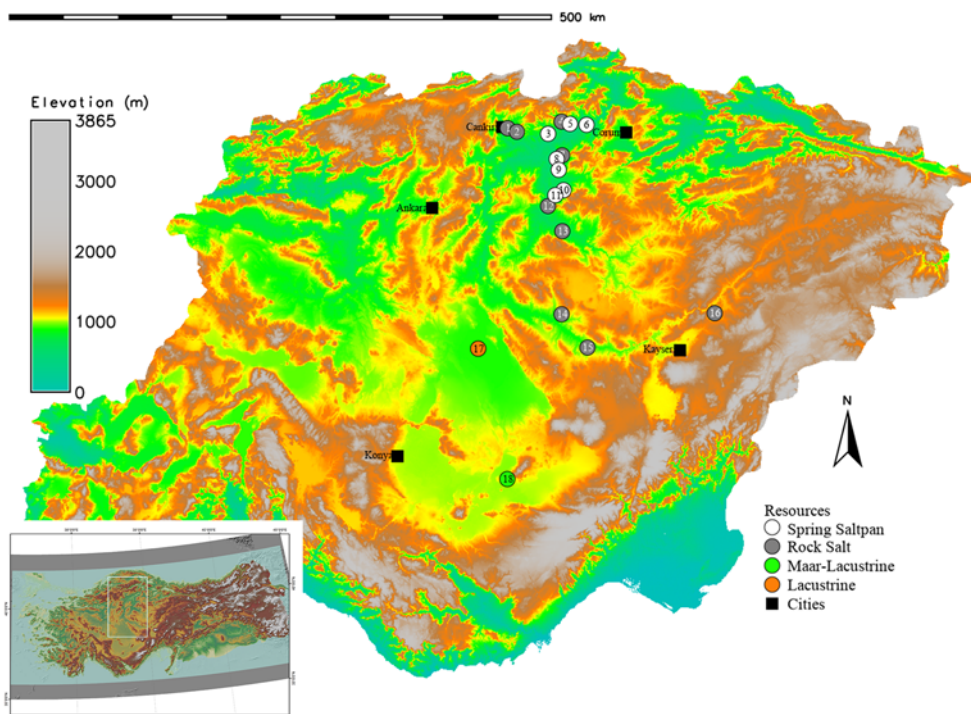 500 km
Elevation (m)
3865
3000
2000
1000
0
Cankırı
1
2
3
5
6
Corum
8
9
10
11
12
Ankara
13
14
16
15
17
Kayseri
Konya
18
N
Resources
Spring Saltpan
Rock Salt
Maar-Lacustrine
Lacustrine
Cities